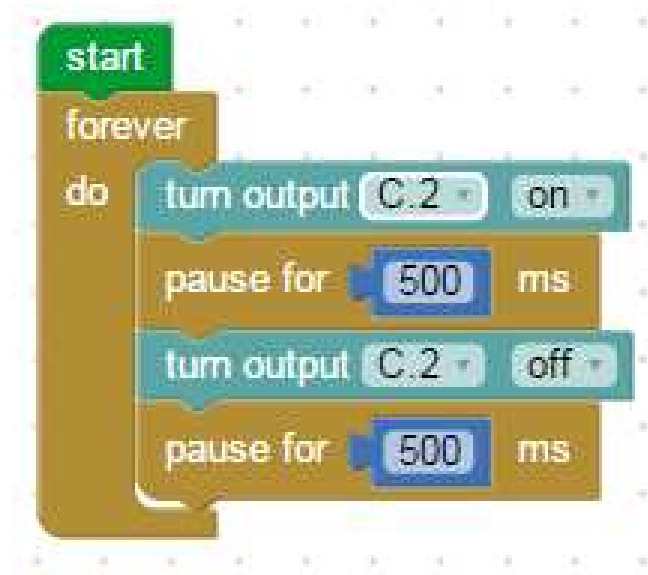 start
forever
do turn output C.2 on
pause for 500 ms
turn output C.2 off
pause for 500 ms